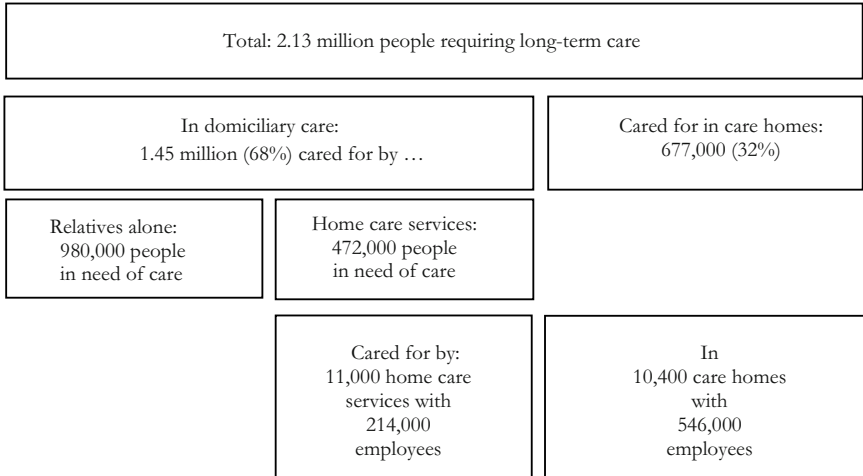 Total: 2.13 million people requiring long-term care
In domiciliary care:
1.45 million (68%) cared for by …
Cared for in care homes:
677,000 (32%)
Relatives alone:
980,000 people
in need of care
Home care services:
472,000 people
in need of care
Cared for by:
11,000 home care
services with
214,000
employees
In
10,400 care homes
with
546,000
employees